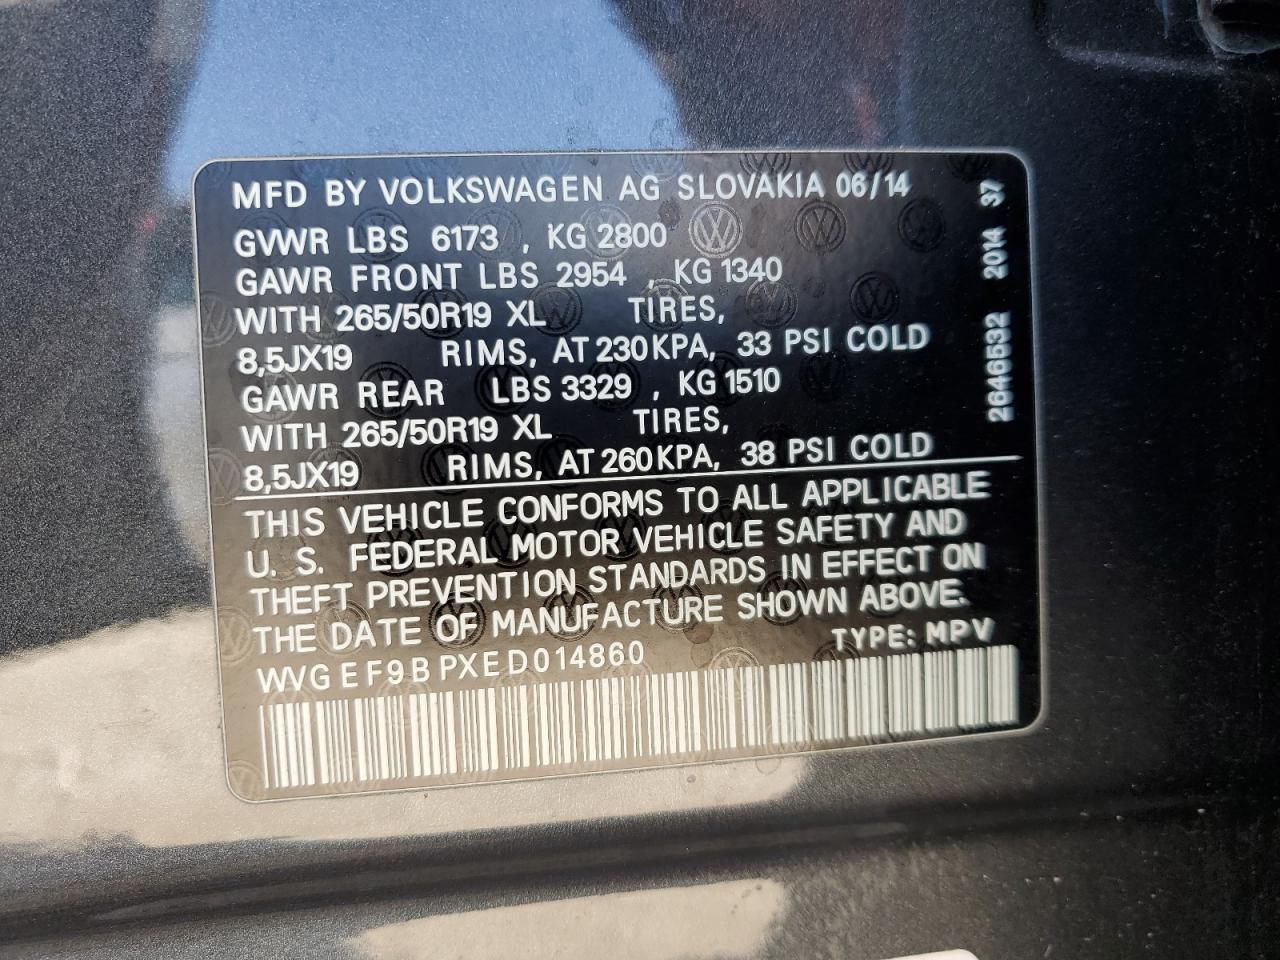 MFD BY VOLKSWAGEN AG SLOVAKIA 06/14
GVWR LBS 6173 , KG 2800
GAWR FRONT LBS 2954 , KG 1340
WITH 265/50R19 XL TIRES,
8,5JX19 RIMS, AT 230 KPA, 33 PSI COLD
GAWR REAR LBS 3329 , KG 1510
WITH 265/50R19 XL TIRES,
8,5JX19 RIMS, AT 260 KPA, 38 PSI COLD
THIS VEHICLE CONFORMS TO ALL APPLICABLE
U. S. FEDERAL MOTOR VEHICLE SAFETY AND
THEFT PREVENTION STANDARDS IN EFFECT ON
THE DATE OF MANUFACTURE SHOWN ABOVE.
WVGEF9BPXED014860 TYPE: MPV
2646532 2014 37